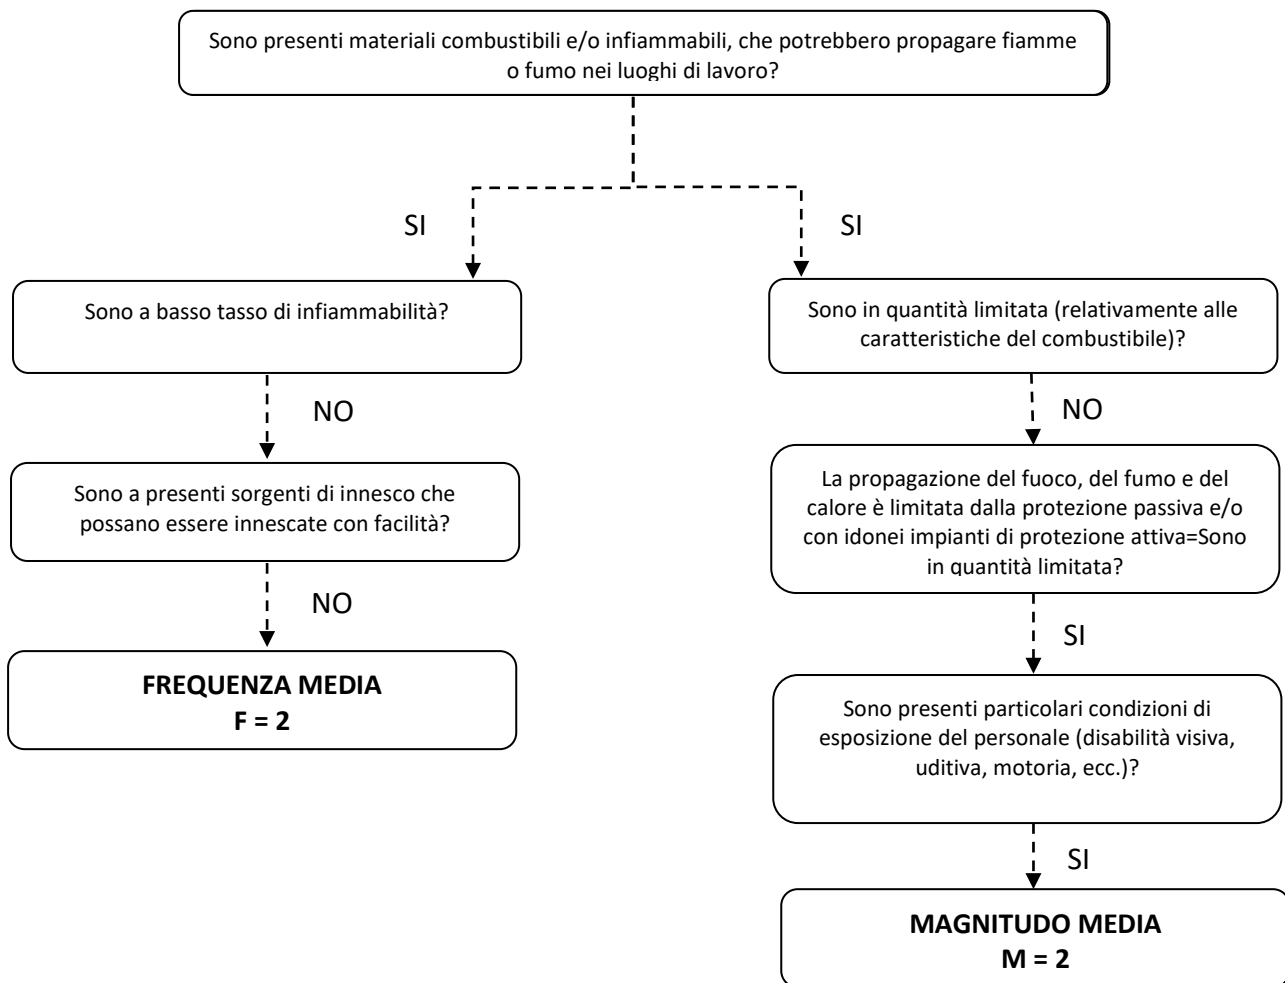 Sono presenti materiali combustibili e/o infiammabili, che potrebbero propagare fiamme
o fumo nei luoghi di lavoro?
SI
SI
Sono a basso tasso di infiammabilità?
Sono in quantità limitata (relativamente alle
caratteristiche del combustibile)?
NO
NO
Sono a presenti sorgenti di innesco che
possano essere innescate con facilità?
La propagazione del fuoco, del fumo e del
calore è limitata dalla protezione passiva e/o
con idonei impianti di protezione attiva=Sono
in quantità limitata?
NO
SI
FREQUENZA MEDIA
F = 2
Sono presenti particolari condizioni di
esposizione del personale (disabilità visiva,
uditiva, motoria, ecc.)?
SI
MAGNITUDO MEDIA
M = 2